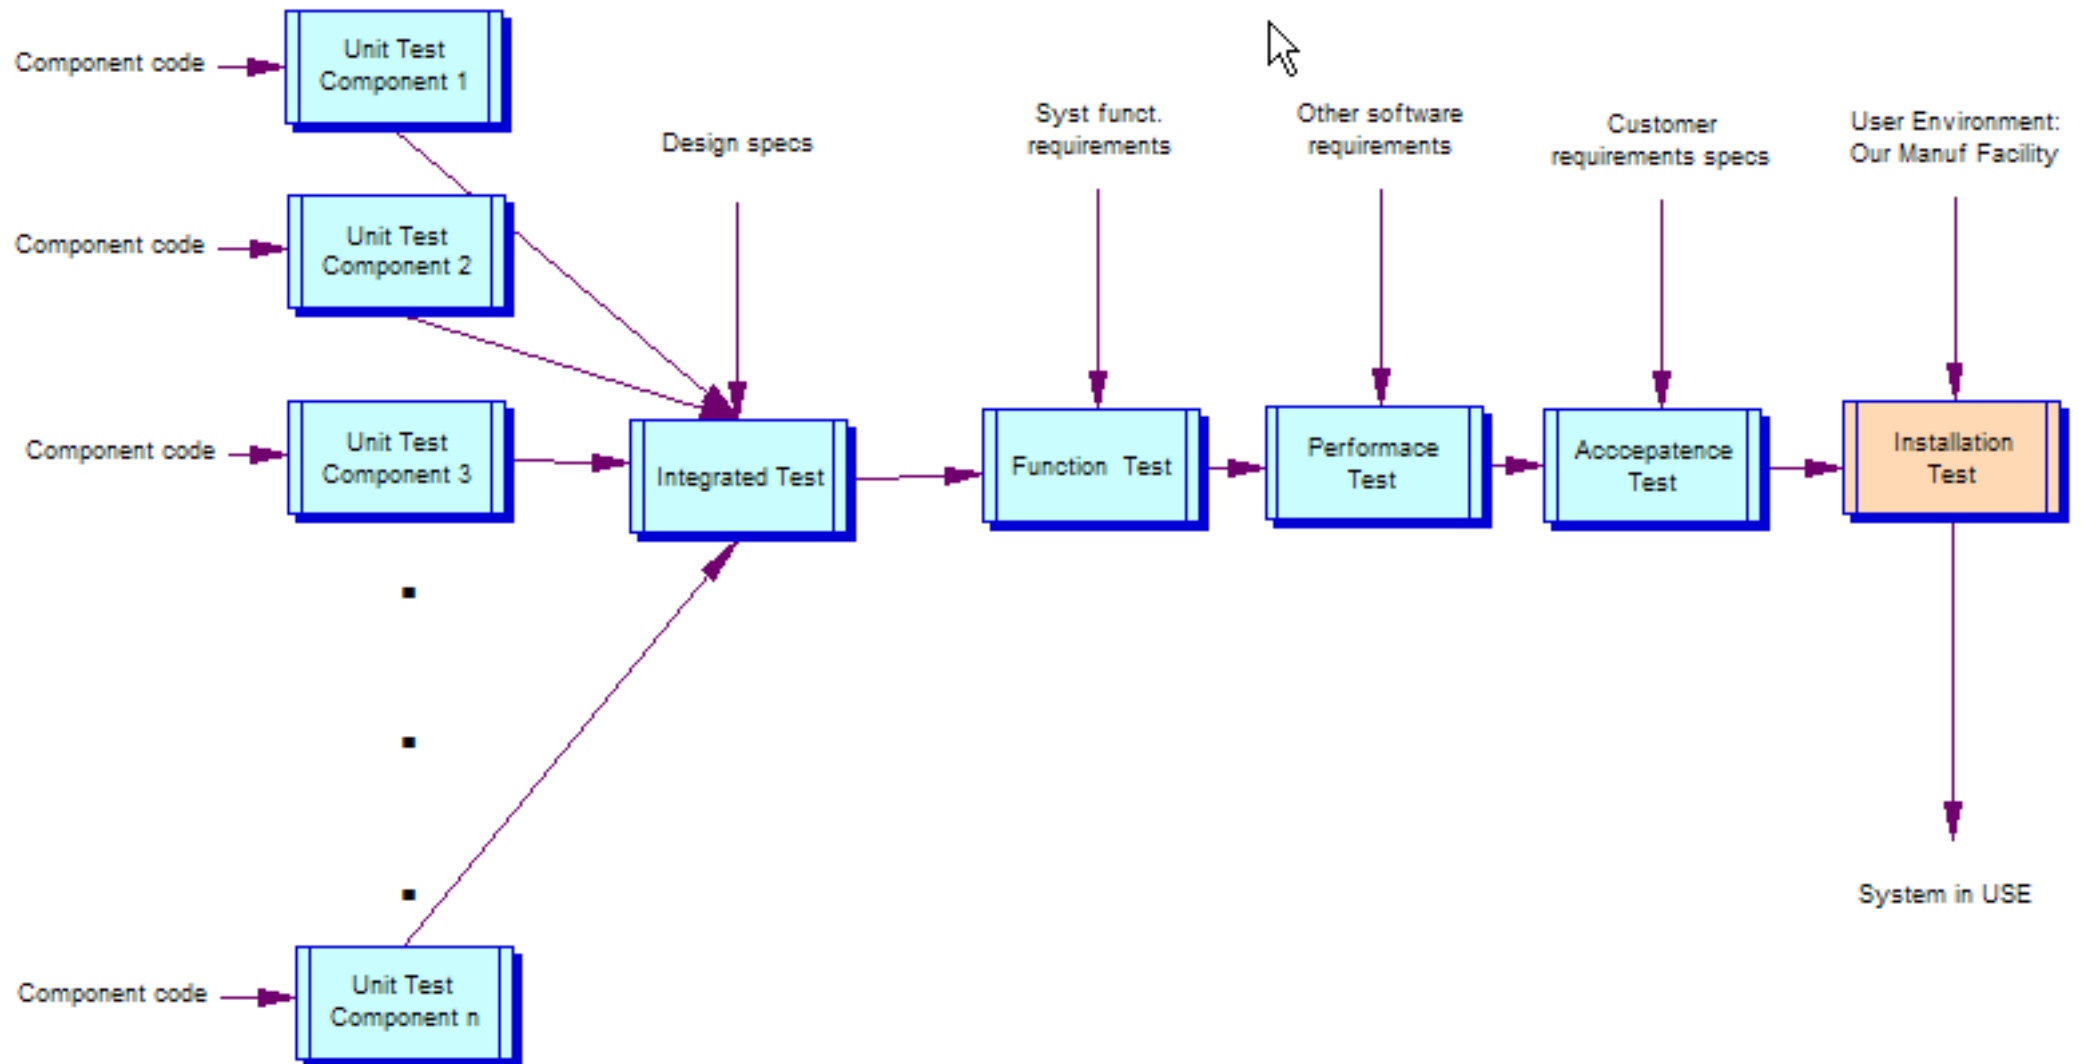 Component code
Unit Test
Component 1
Component code
Unit Test
Component 2
Component code
Unit Test
Component 3
Component code
Unit Test
Component n
Design specs
Integrated Test
Syst funct.
requirements
Function Test
Other software
requirements
Performace
Test
Customer
requirements specs
Acccepatence
Test
User Environment:
Our Manuf Facility
Installation
Test
System in USE